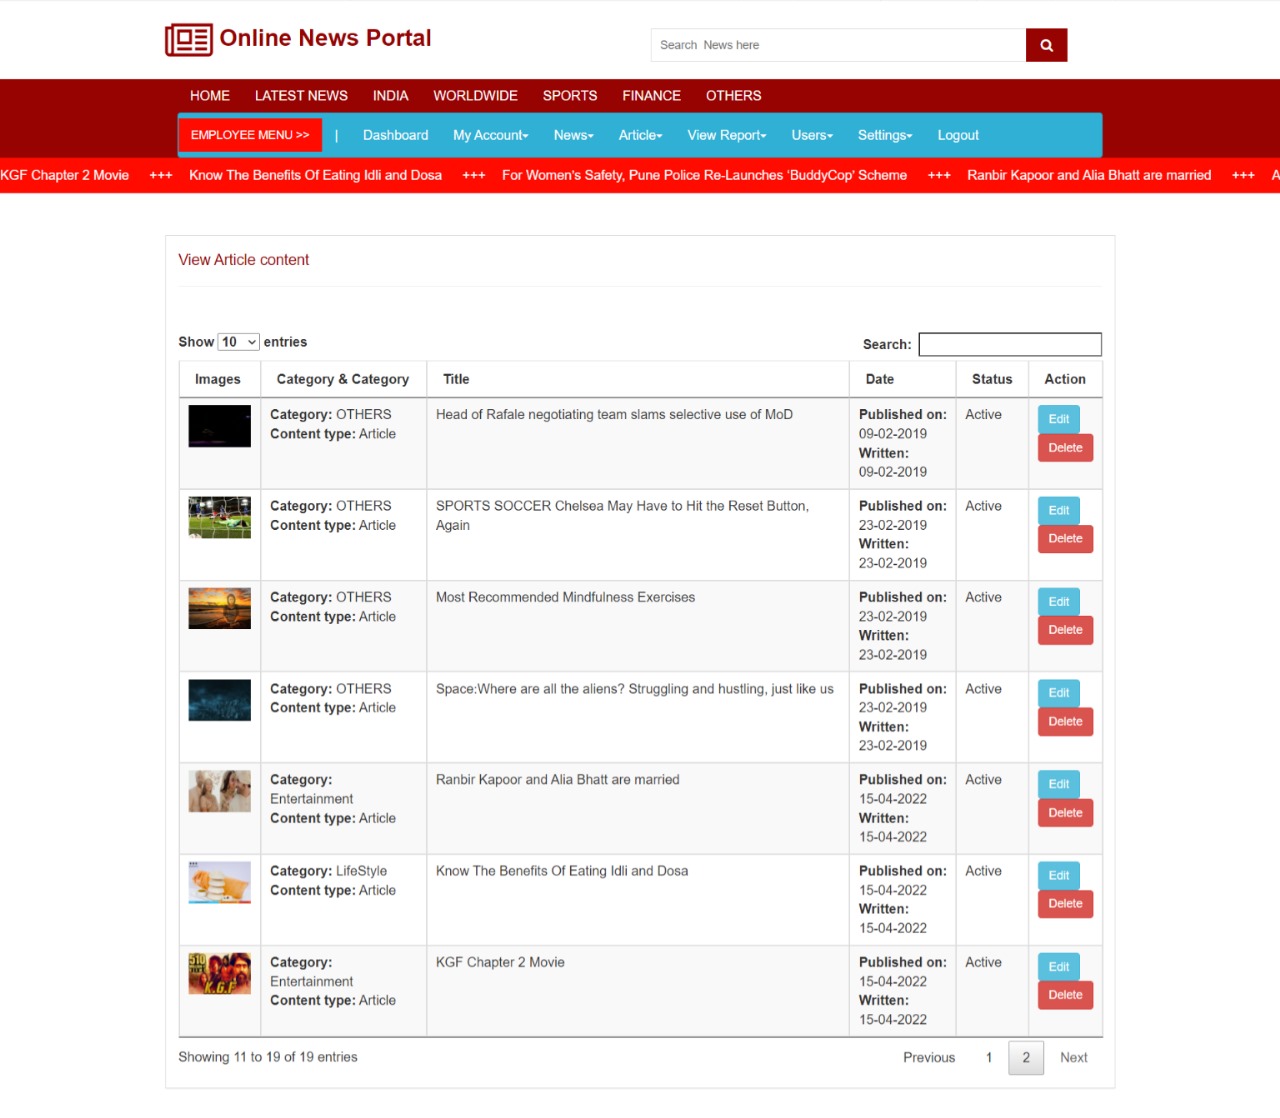 Online News Portal
Search News here
HOME LATEST NEWS INDIA WORLDWIDE SPORTS FINANCE OTHERS
EMPLOYEE MENU >> | Dashboard My Account News Article View Report Users Settings Logout
KGF Chapter 2 Movie +++ Know The Benefits Of Eating Idli and Dosa +++ For Women's Safety, Pune Police Re-Launches ‘BuddyCop’ Scheme +++ Ranbir Kapoor and Alia Bhatt are married +++ A
View Article content
Show 10 entries
Search:
Images Category & Category Title Date Status Action
Category: OTHERS
Content type: Article
Head of Rafale negotiating team slams selective use of MoD
Published on:
09-02-2019
Written:
09-02-2019
Active
Edit
Delete
Category: OTHERS
Content type: Article
SPORTS SOCCER Chelsea May Have to Hit the Reset Button,
Again
Published on:
23-02-2019
Written:
23-02-2019
Active
Edit
Delete
Category: OTHERS
Content type: Article
Most Recommended Mindfulness Exercises
Published on:
23-02-2019
Written:
23-02-2019
Active
Edit
Delete
Category: OTHERS
Content type: Article
Space:Where are all the aliens? Struggling and hustling, just like us
Published on:
23-02-2019
Written:
23-02-2019
Active
Edit
Delete
Category:
Entertainment
Content type: Article
Ranbir Kapoor and Alia Bhatt are married
Published on:
15-04-2022
Written:
15-04-2022
Active
Edit
Delete
Category: LifeStyle
Content type: Article
Know The Benefits Of Eating Idli and Dosa
Published on:
15-04-2022
Written:
15-04-2022
Active
Edit
Delete
510
K.G.F
Category:
Entertainment
Content type: Article
KGF Chapter 2 Movie
Published on:
15-04-2022
Written:
15-04-2022
Active
Edit
Delete
Showing 11 to 19 of 19 entries
Previous 1 2 Next